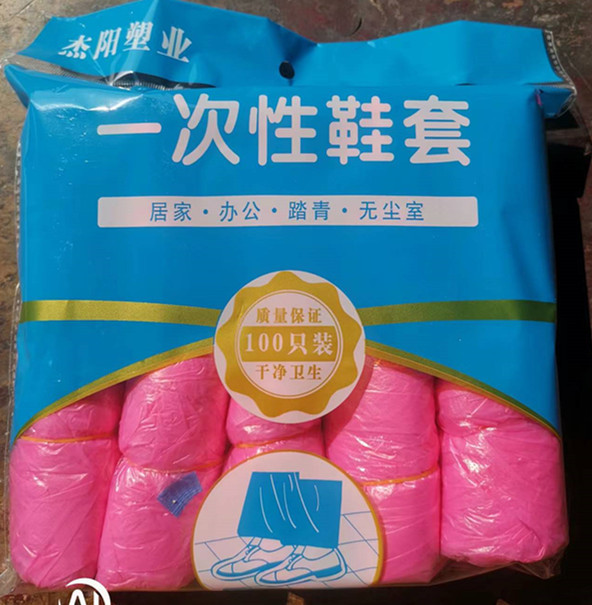 杰阳塑业
一次性鞋套
居家·办公·踏青·无尘室
质量保证
100只装
干净卫生
AI